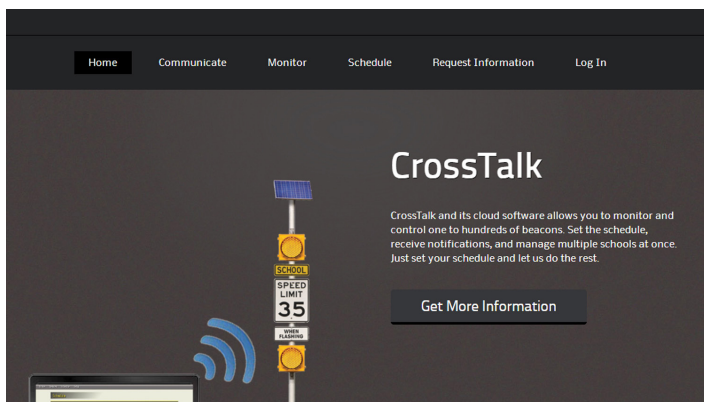 Home Communicate Monitor Schedule Request Information Log In
CrossTalk
CrossTalk and its cloud software allows you to monitor and
control one to hundreds of beacons. Set the schedule,
receive notifications, and manage multiple schools at once.
Just set your schedule and let us do the rest.
Get More Information
SCHOOL
SPEED
LIMIT
35
WHEN
FLASHING